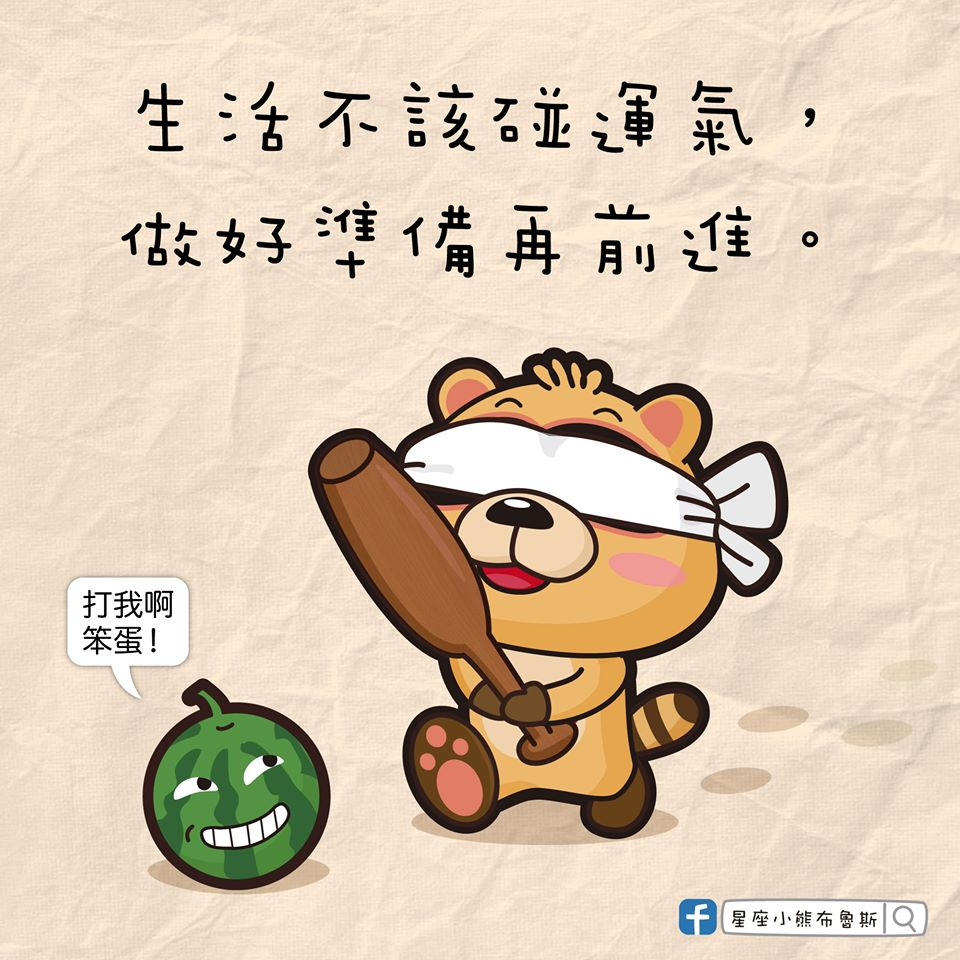 生活不該碰運氣，
做好準備再前進。
打我啊
笨蛋！
星座小熊布魯斯